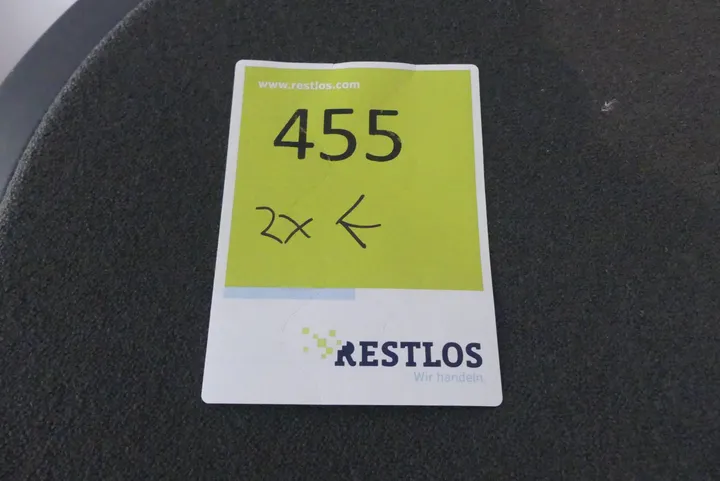 www.restlos.com
455
2x ←
RESTLOS
Wir handeln.